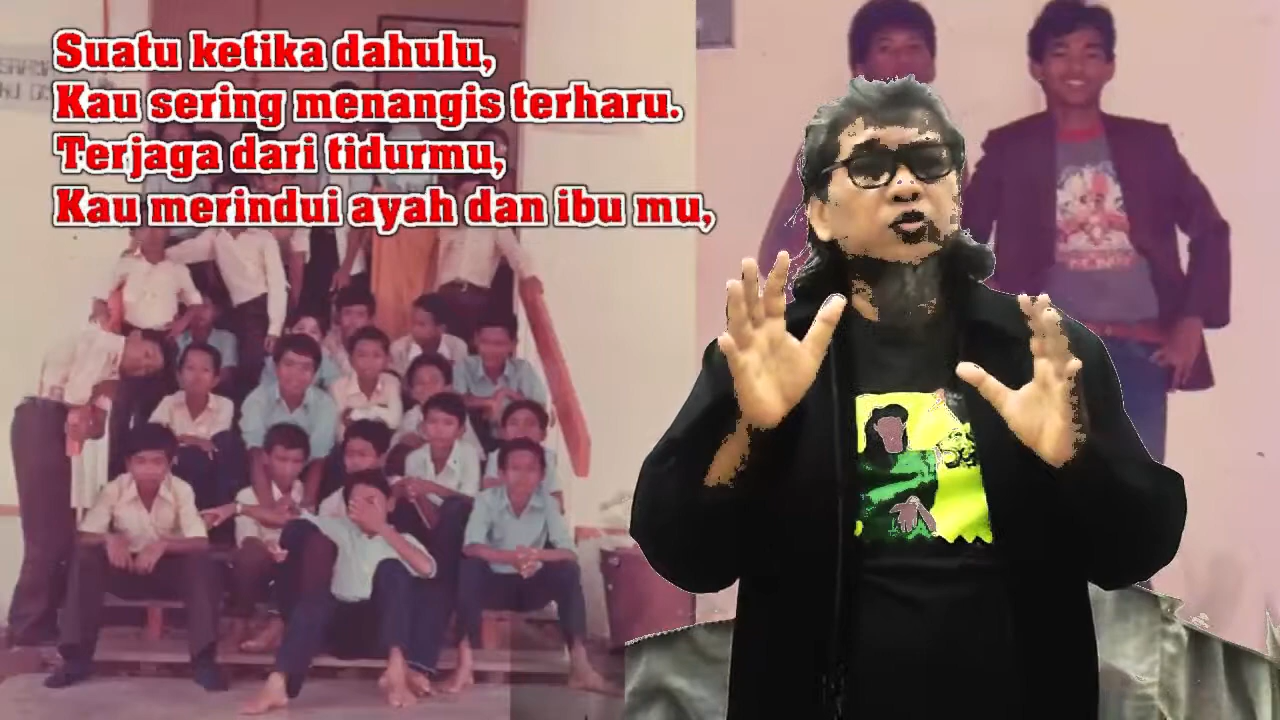 Suatu ketika dahulu,
Kau sering menangis terharu.
Terjaga dari tidurmu,
Kau merindui ayah dan ibu mu,